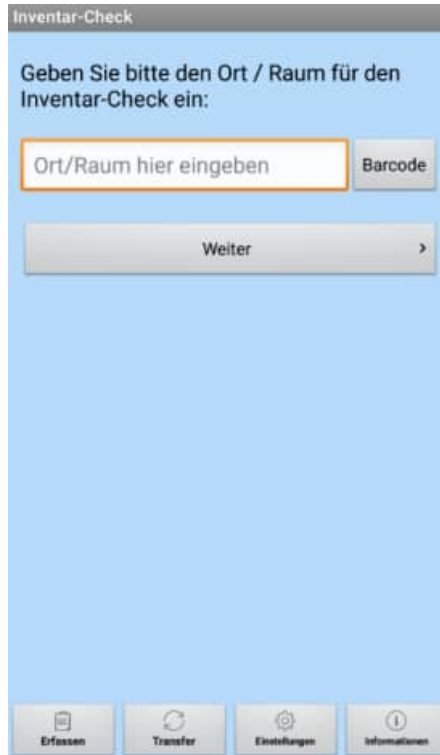 Inventar-Check
Geben Sie bitte den Ort / Raum für den
Inventar-Check ein:
Ort/Raum hier eingeben
Barcode
Weiter
Erfassen
Transfer
Einstellungen
Informationen